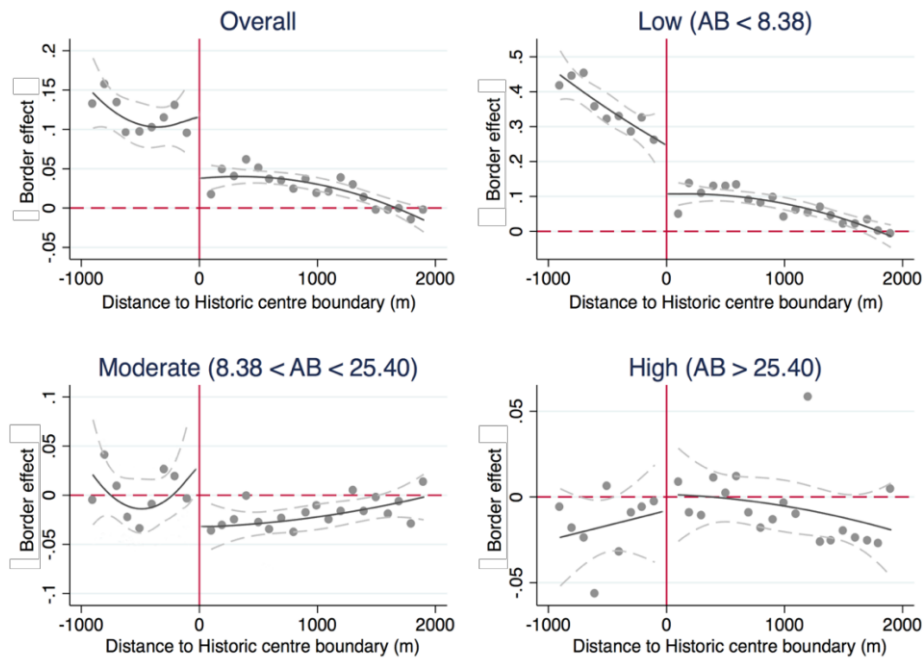 Overall
Border effect
.2
.15
.1
.05
0
-.05
-1000 0 1000 2000
Distance to Historic centre boundary (m)
Low (AB < 8.38)
Border effect
.5
.4
.3
.2
.1
0
-1000 0 1000 2000
Distance to Historic centre boundary (m)
Moderate (8.38 < AB < 25.40)
Border effect
.1
.05
0
-.05
-.1
-1000 0 1000 2000
Distance to Historic centre boundary (m)
High (AB > 25.40)
Border effect
.05
0
-.05
-1000 0 1000 2000
Distance to Historic centre boundary (m)